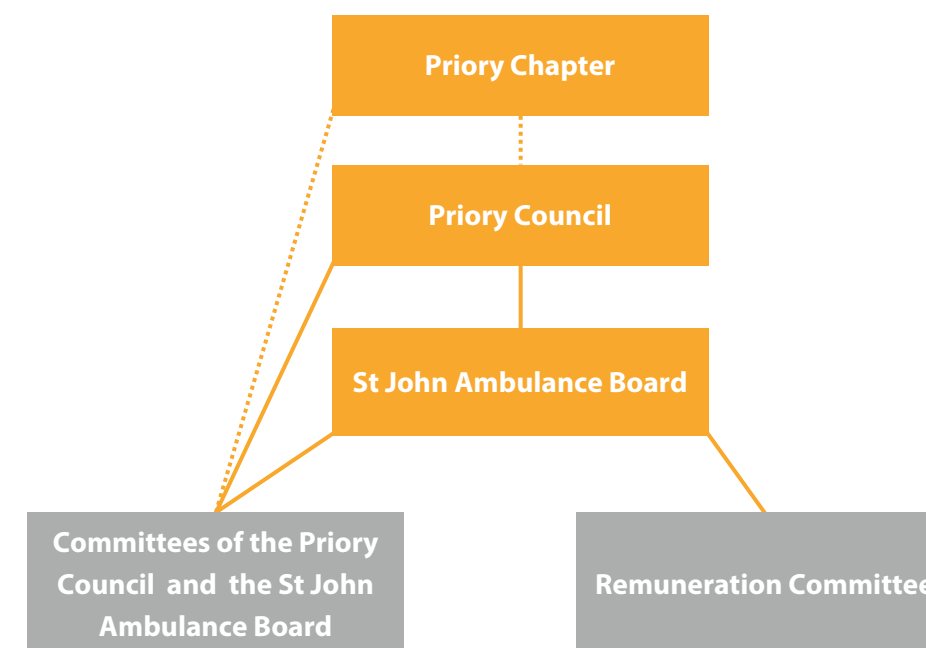 Priory Chapter
Priory Council
St John Ambulance Board
Committees of the Priory
Council and the St John
Ambulance Board
Remuneration Committee